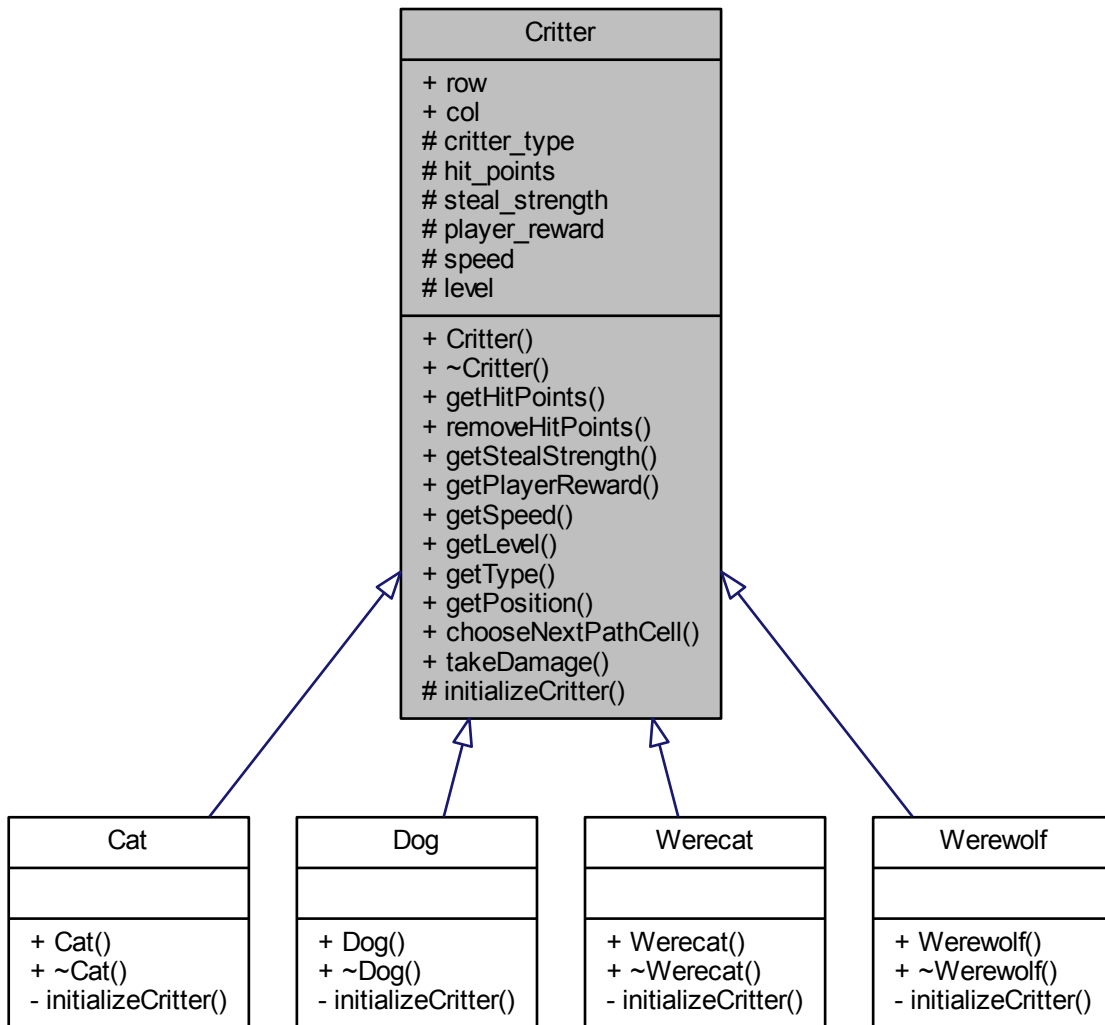 Critter
+ row
+ col
# critter_type
# hit_points
# steal_strength
# player_reward
# speed
# level
+ Critter()
+ ~Critter()
+ getHitPoints()
+ removeHitPoints()
+ getStealStrength()
+ getPlayerReward()
+ getSpeed()
+ getLevel()
+ getType()
+ getPosition()
+ chooseNextPathCell()
+ takeDamage()
# initializeCritter()
Cat
+ Cat()
+ ~Cat()
- initializeCritter()
Dog
+ Dog()
+ ~Dog()
- initializeCritter()
Werecat
+ Werecat()
+ ~Werecat()
- initializeCritter()
Werewolf
+ Werewolf()
+ ~Werewolf()
- initializeCritter()